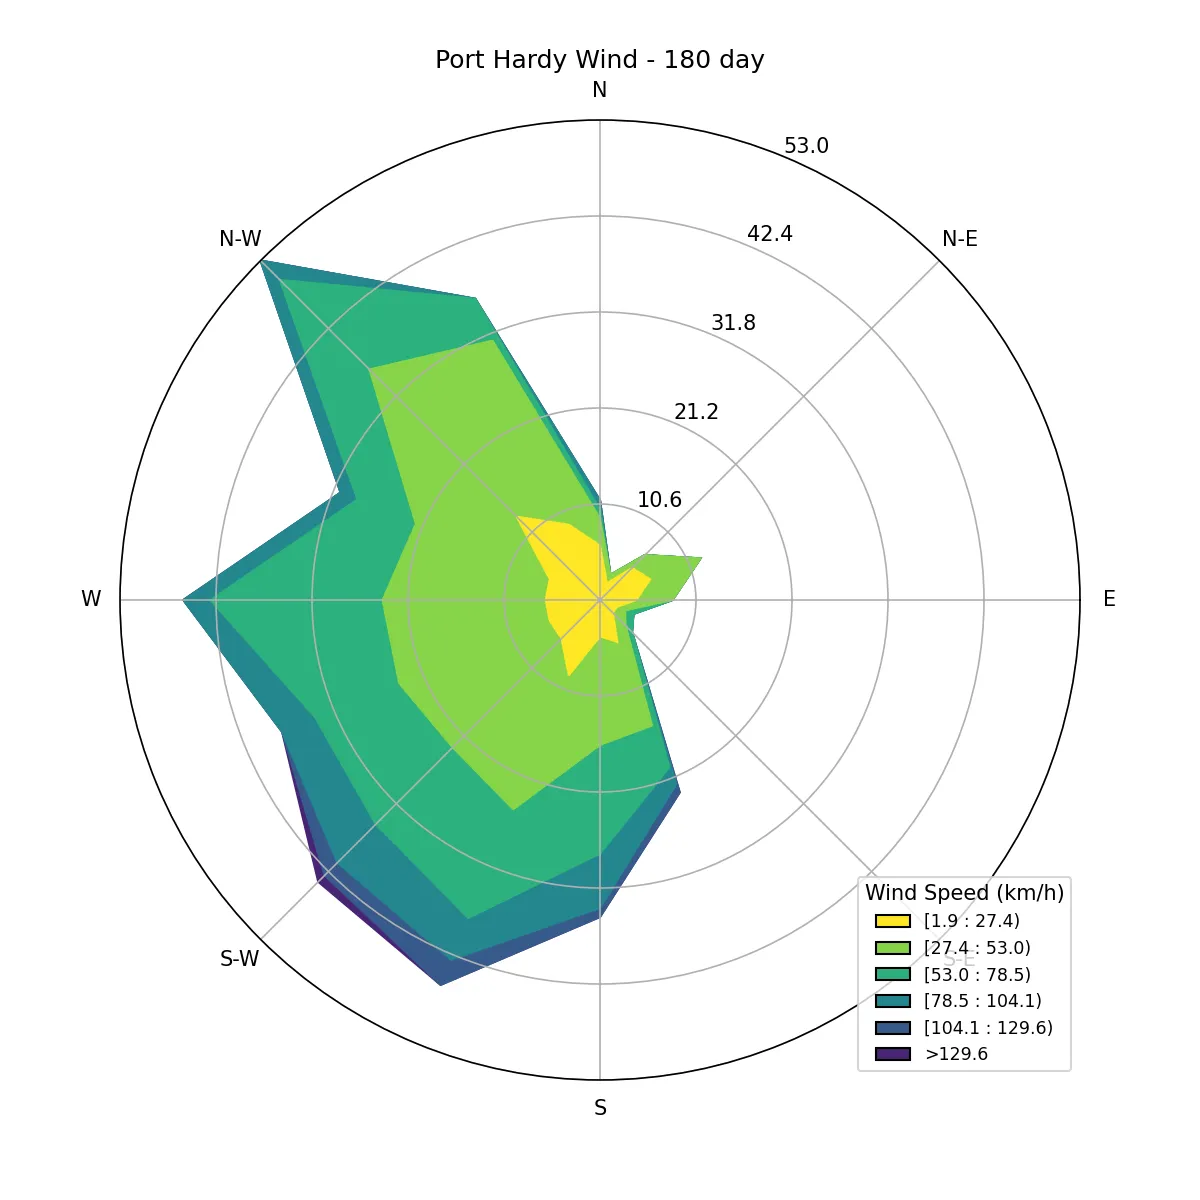 Port Hardy Wind - 180 day
N
53.0
42.4
N-W
N-E
31.8
21.2
10.6
W
E
S-W
S-E
S
Wind Speed (km/h)
[1.9 : 27.4)
[27.4 : 53.0)
[53.0 : 78.5)
[78.5 : 104.1)
[104.1 : 129.6)
>129.6